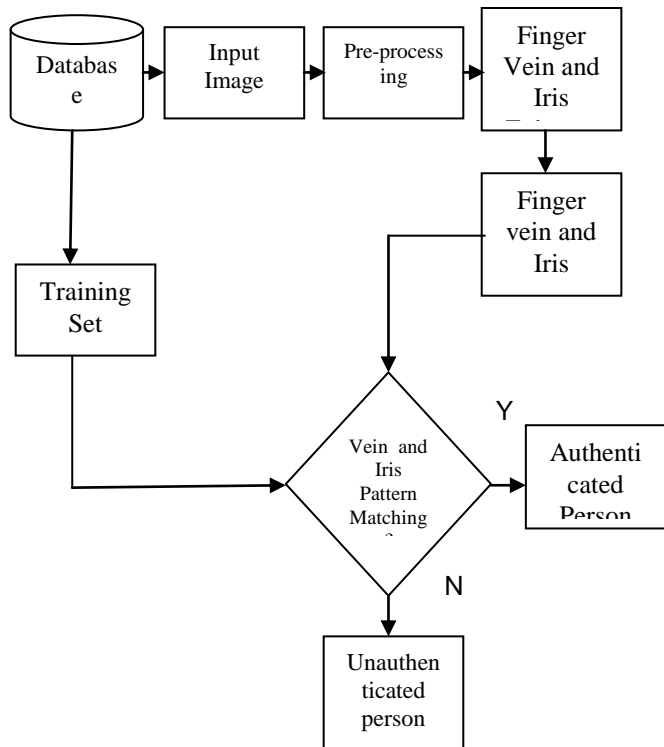 Databas
e
Input
Image
Pre-process
ing
Finger
Vein and
Iris
Finger
vein and
Iris
Training
Set
Vein and
Iris
Pattern
Matching
Y
Authenti
cated
Person
N
Unauthen
ticated
person